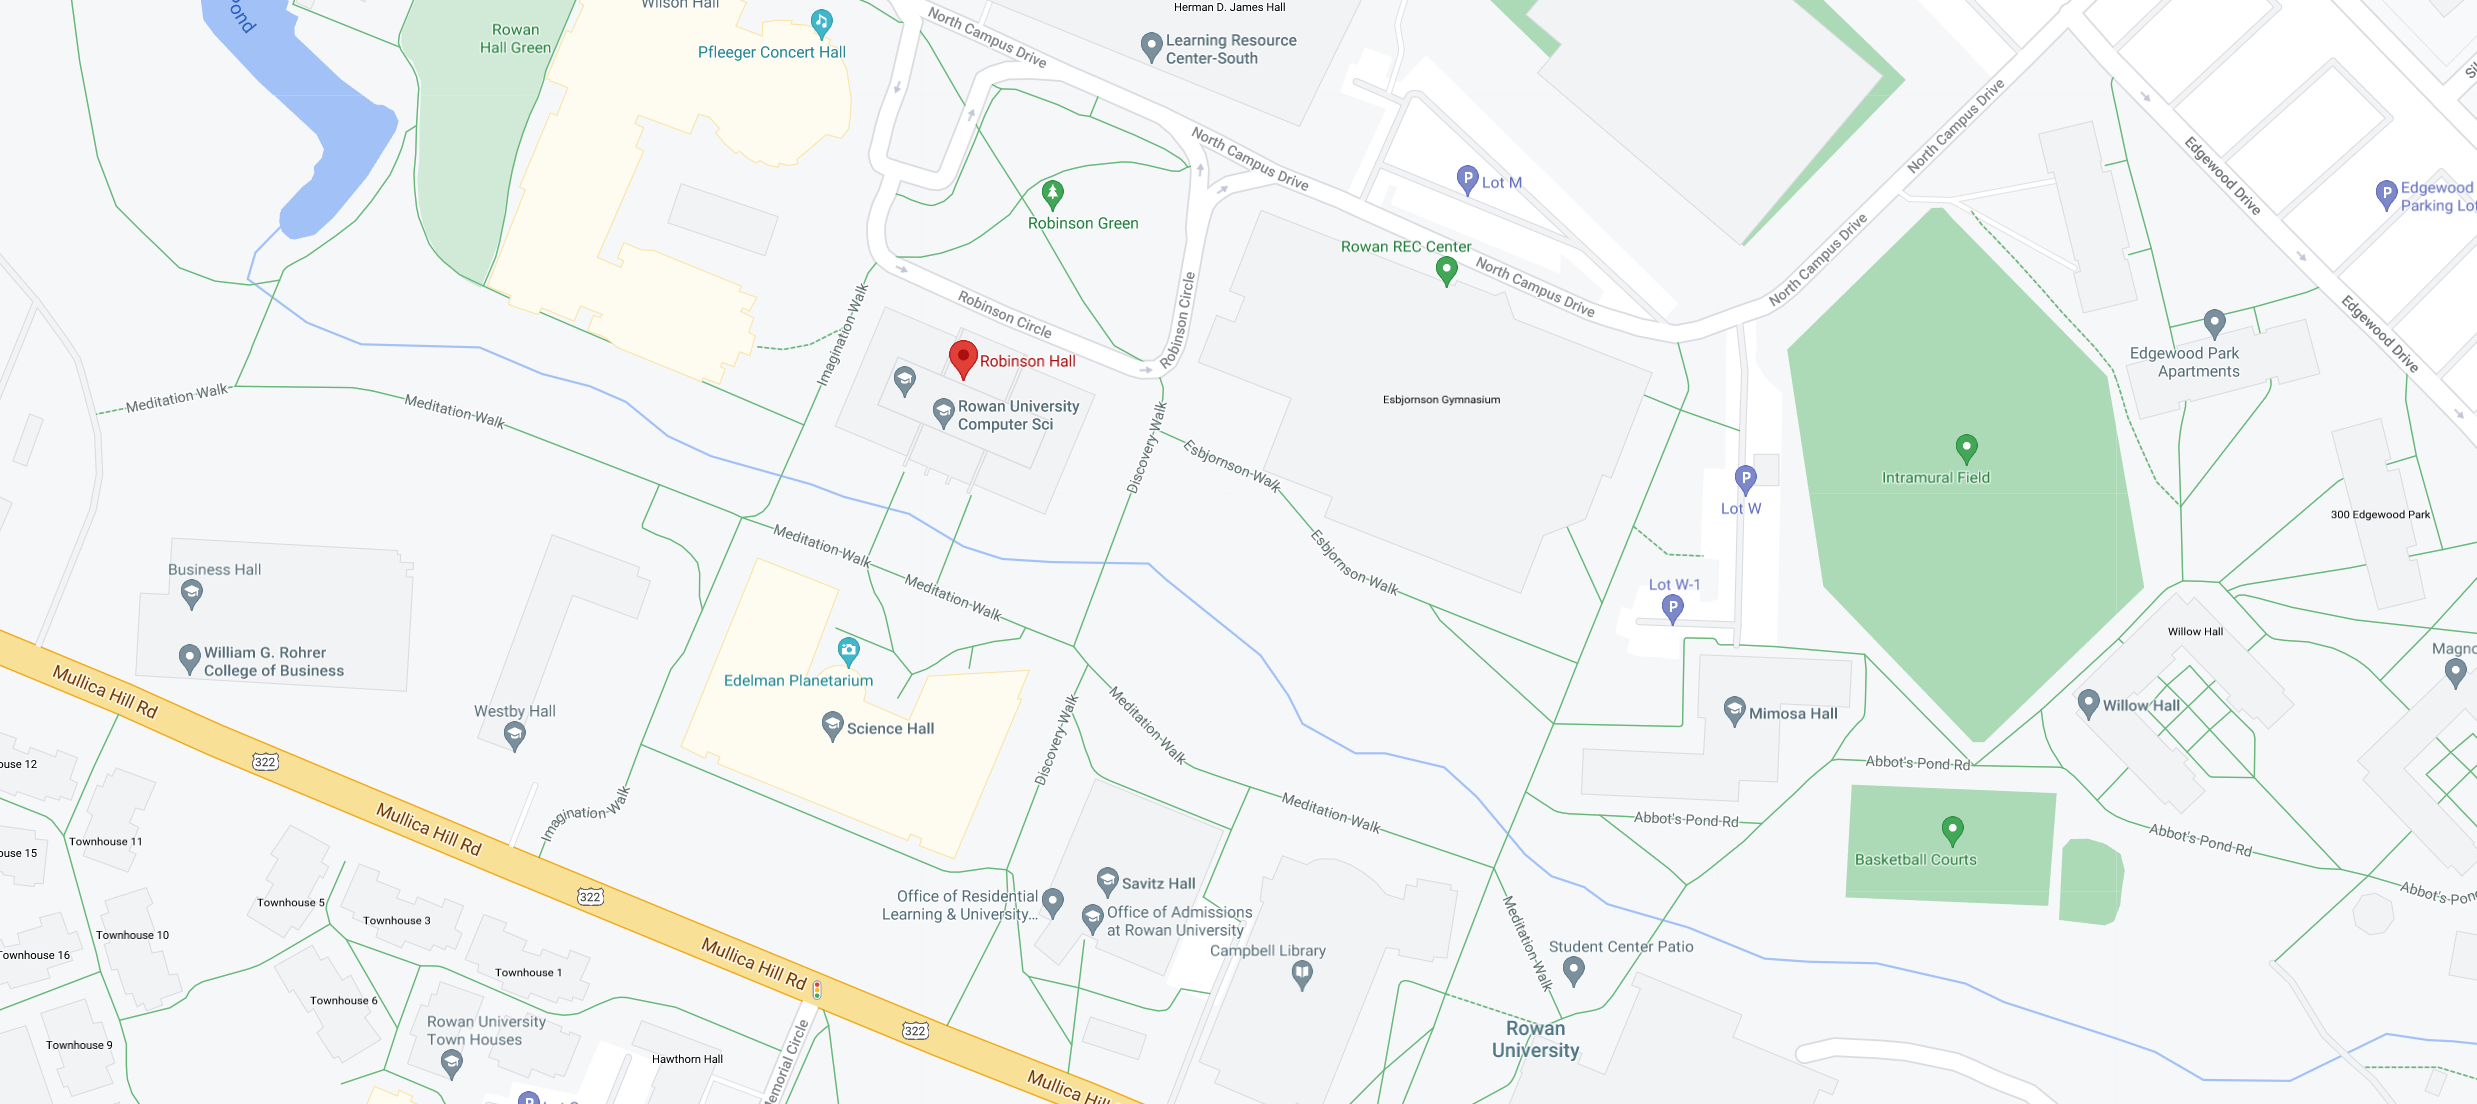 Wilson Hall
Herman D. James Hall
Pond
Rowan
Hall Green
Pfleeger Concert Hall
North Campus Drive
Learning Resource
Center-South
North Campus Drive
Lot M
North Campus Drive
Edgewood Drive
Edgewood
Parking Lot
Robinson Green
Rowan REC Center
North Campus Drive
North Campus Drive
Robinson Circle
Robinson Circle
Imagination Walk
Edgewood Drive
Edgewood Park
Apartments
Robinson Hall
Rowan University
Computer Sci
Esbjornson Gymnasium
Meditation Walk
Meditation Walk
Discovery Walk
Esbjornson-Walk
Intramural Field
Lot W
300 Edgewood Park
Meditation-Walk
Esbjornson-Walk
Meditation-Walk
Business Hall
Lot W-1
Willow Hall
William G. Rohrer
College of Business
Edelman Planetarium
Mullica Hill Rd
Westby Hall
Science Hall
Meditation-Walk
Discovery-Walk
Mimosa Hall
Willow Hall
Magno
322
ouse 12
Abbot's Pond Rd
Imagination-Walk
Meditation-Walk
Abbot's-Pond-Rd
Abbot's-Pond-Rd
Mullica Hill Rd
Townhouse 11
ouse 15
Basketball Courts
322
Savitz Hall
Office of Residential
Learning & University...
Office of Admissions
at Rowan University
Abbot's-Pond
Townhouse 5
Townhouse 3
Townhouse 10
Campbell Library
Meditation-Walk
Student Center Patio
Townhouse 16
Townhouse 1
Mullica Hill Rd
Townhouse 6
Rowan University
Town Houses
322
Rowan
University
Townhouse 9
Hawthorn Hall
Memorial Circle
Mullica Hill